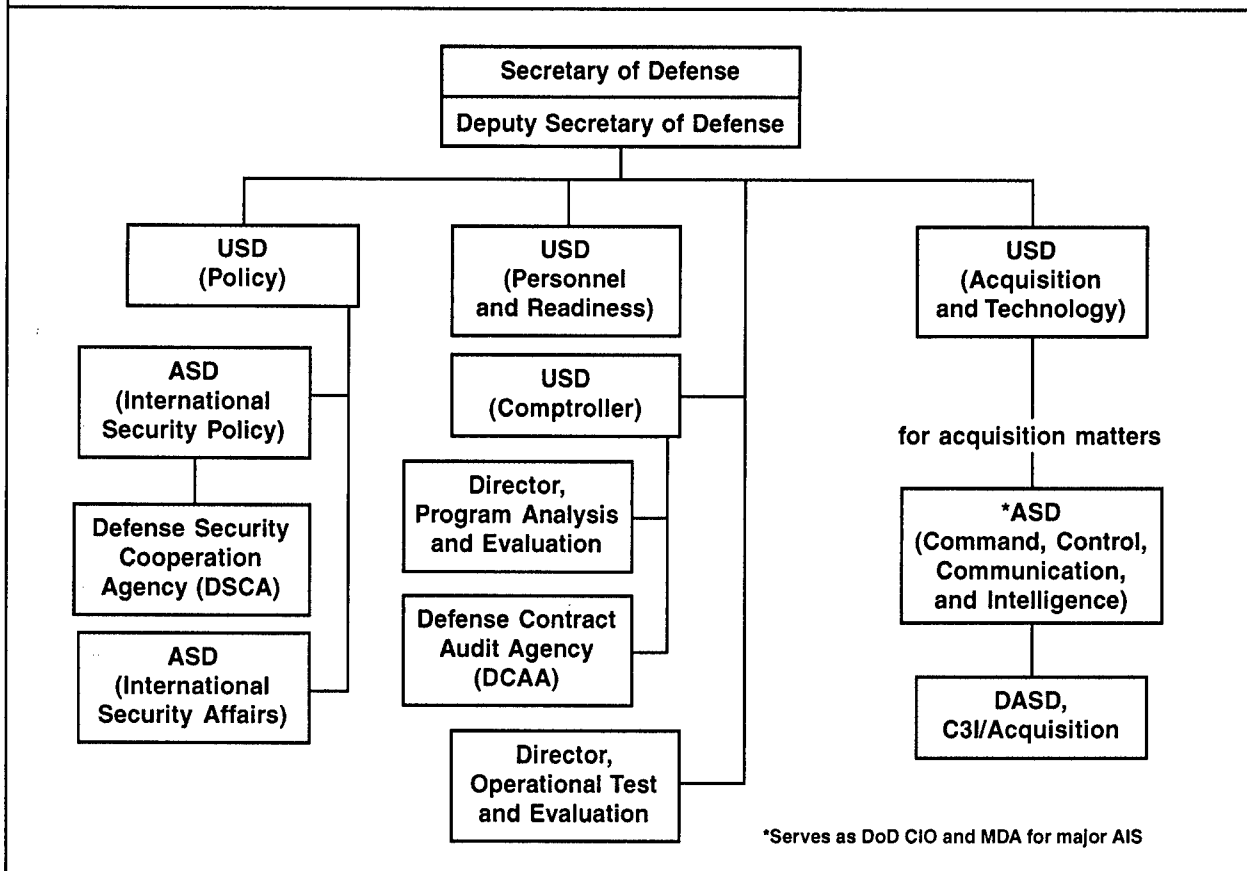 Secretary of Defense
Deputy Secretary of Defense
USD
(Policy)
ASD
(International
Security Policy)
Defense Security
Cooperation
Agency (DSCA)
ASD
(International
Security Affairs)
USD
(Personnel
and Readiness)
USD
(Comptroller)
Director,
Program Analysis
and Evaluation
Defense Contract
Audit Agency
(DCAA)
Director,
Operational Test
and Evaluation
USD
(Acquisition
and Technology)
for acquisition matters
*ASD
(Command, Control,
Communication,
and Intelligence)
DASD,
C3I/Acquisition
*Serves as DoD CIO and MDA for major AIS